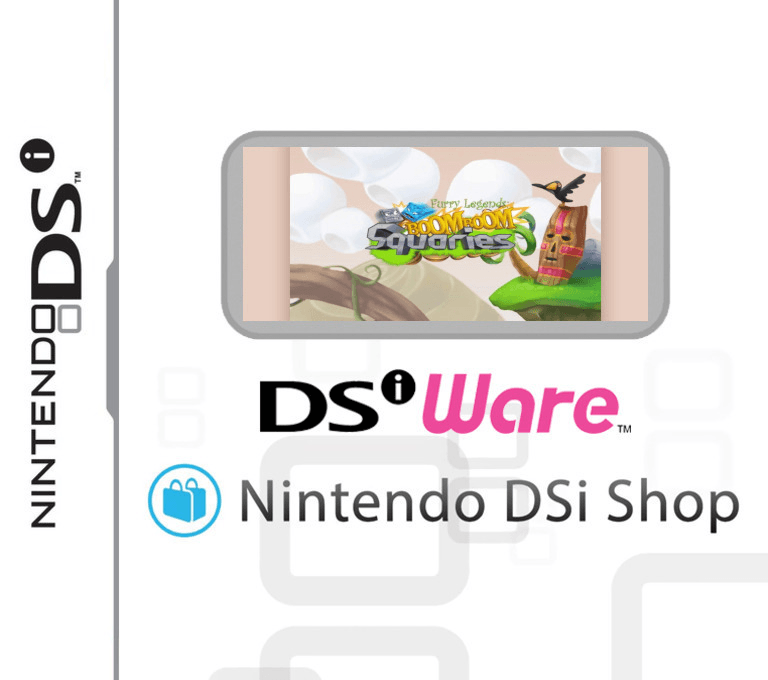 NINTENDO DSi™
Furry Legends
BOOM BOOM
Squaries
DSiWare™
Nintendo DSi Shop